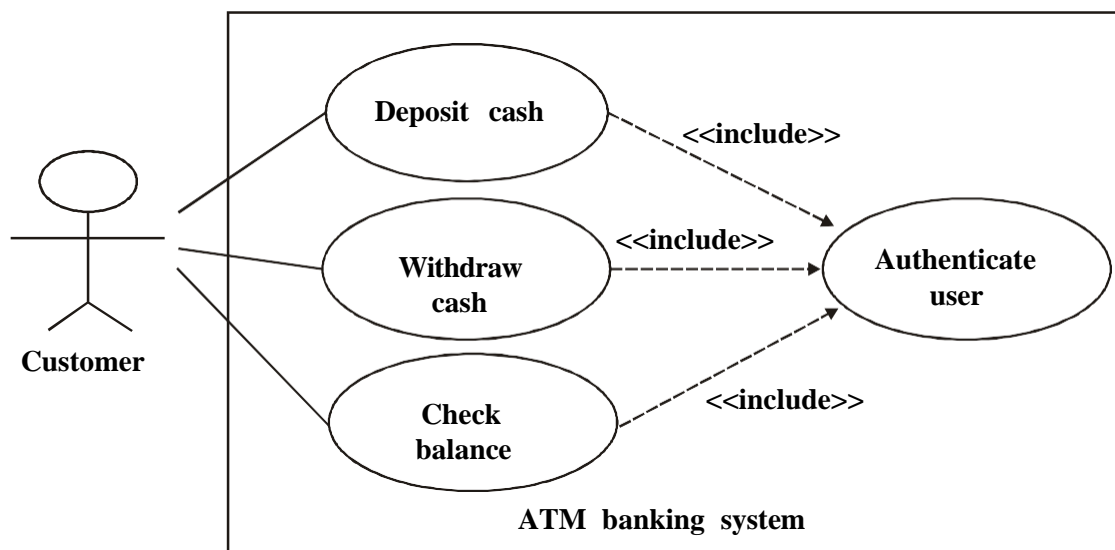 Deposit cash
<<include>>
<<include>>
Withdraw
cash
Authenticate
user
Customer
Check
balance
<<include>>
ATM banking system